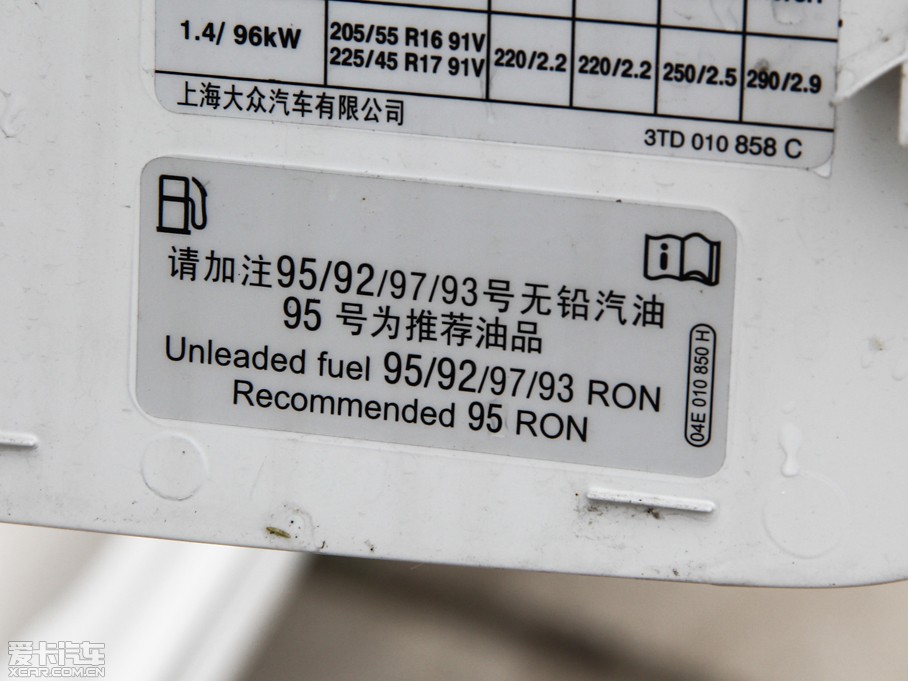 1.4/ 96kW
205/55 R16 91V
225/45 R17 91V
220/2.2
220/2.2
250/2.5
290/2.9
上海大众汽车有限公司
3TD 010 858 C
请加注95/92/97/93号无铅汽油
95 号为推荐油品
Unleaded fuel 95/92/97/93 RON
Recommended 95 RON
04E 010 850 H
爱卡汽车
XCAR.COM.CN